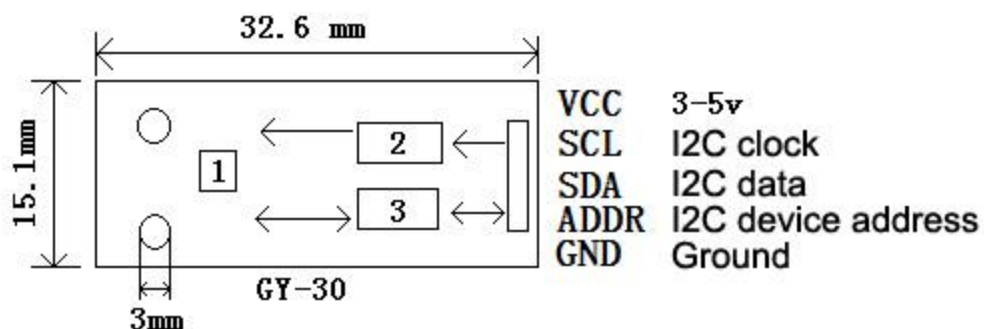 32.6 mm
15.1mm
VCC 3-5v
SCL I2C clock
1
2
SDA I2C data
3
ADDR I2C device address
GND Ground
GY-30
3mm